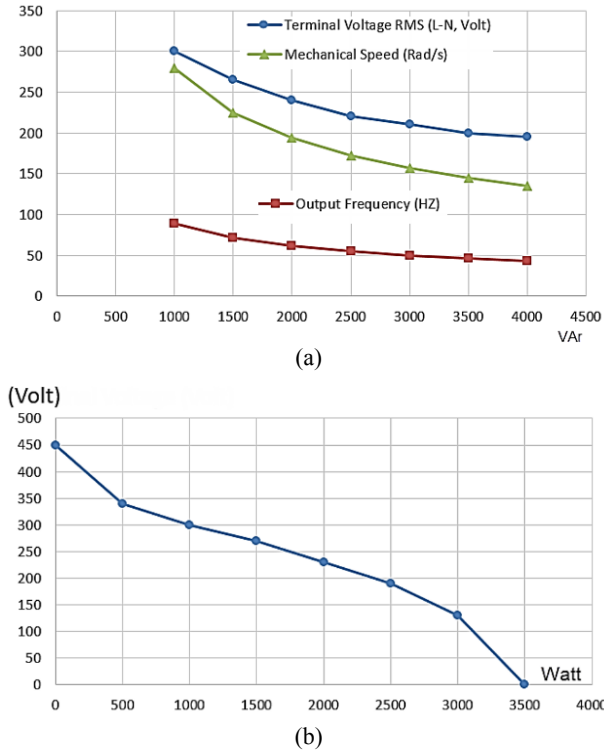 350
300
250
200
150
100
50
0
Terminal Voltage RMS (L-N, Volt)
Mechanical Speed (Rad/s)
Output Frequency (HZ)
0 500 1000 1500 2000 2500 3000 3500 4000 4500
VAr
(a)
(Volt)
500
450
400
350
300
250
200
150
100
50
0
Watt
0 500 1000 1500 2000 2500 3000 3500 4000
(b)